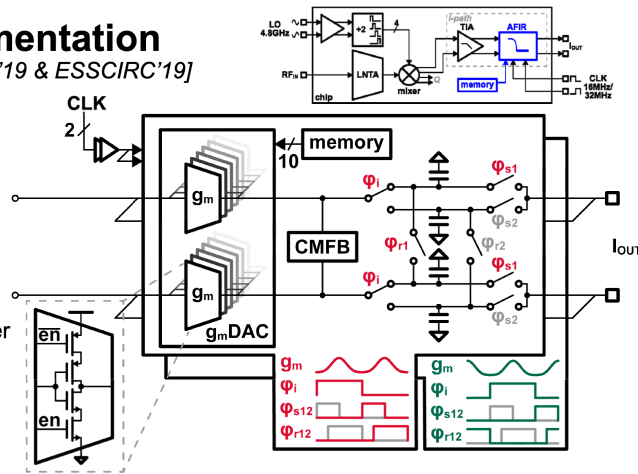 mentation
'19 & ESSCIRC'19]
LO
4.8GHz
÷2
4
i-path
TIA
AFIR
IOUT
RFIN
LNTA
mixer
Q
memory
chip
CLK
16MHz/
32MHz
CLK
2
memory
10
gm
φi
φs1
φs2
CMFB
φr1
φr2
IOUT
gm
φi
φs1
φs2
gmDAC
er
en
en
gm
φi
φs12
φr12
gm
φi
φs12
φr12